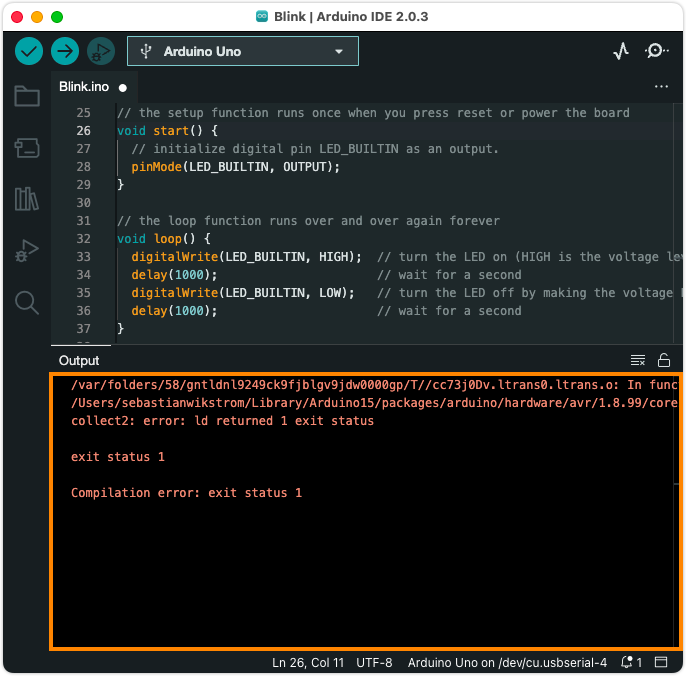 Blink | Arduino IDE 2.0.3
Arduino Uno
Blink.ino
25 // the setup function runs once when you press reset or power the board
26 void start() {
27 // initialize digital pin LED_BUILTIN as an output.
28 pinMode(LED_BUILTIN, OUTPUT);
29 }
30
31 // the loop function runs over and over again forever
32 void loop() {
33 digitalWrite(LED_BUILTIN, HIGH); // turn the LED on (HIGH is the voltage lev
34 delay(1000); // wait for a second
35 digitalWrite(LED_BUILTIN, LOW); // turn the LED off by making the voltage
36 delay(1000); // wait for a second
37 }
Output
/var/folders/58/gntldnl9249ck9fjblgv9jdw0000gp/T//cc73j0Dv.ltrans0.ltrans.o: In func
/Users/sebastianwikstrom/Library/Arduino15/packages/arduino/hardware/avr/1.8.99/core
collect2: error: ld returned 1 exit status
exit status 1
Compilation error: exit status 1
Ln 26, Col 11 UTF-8 Arduino Uno on /dev/cu.usbserial-4 1